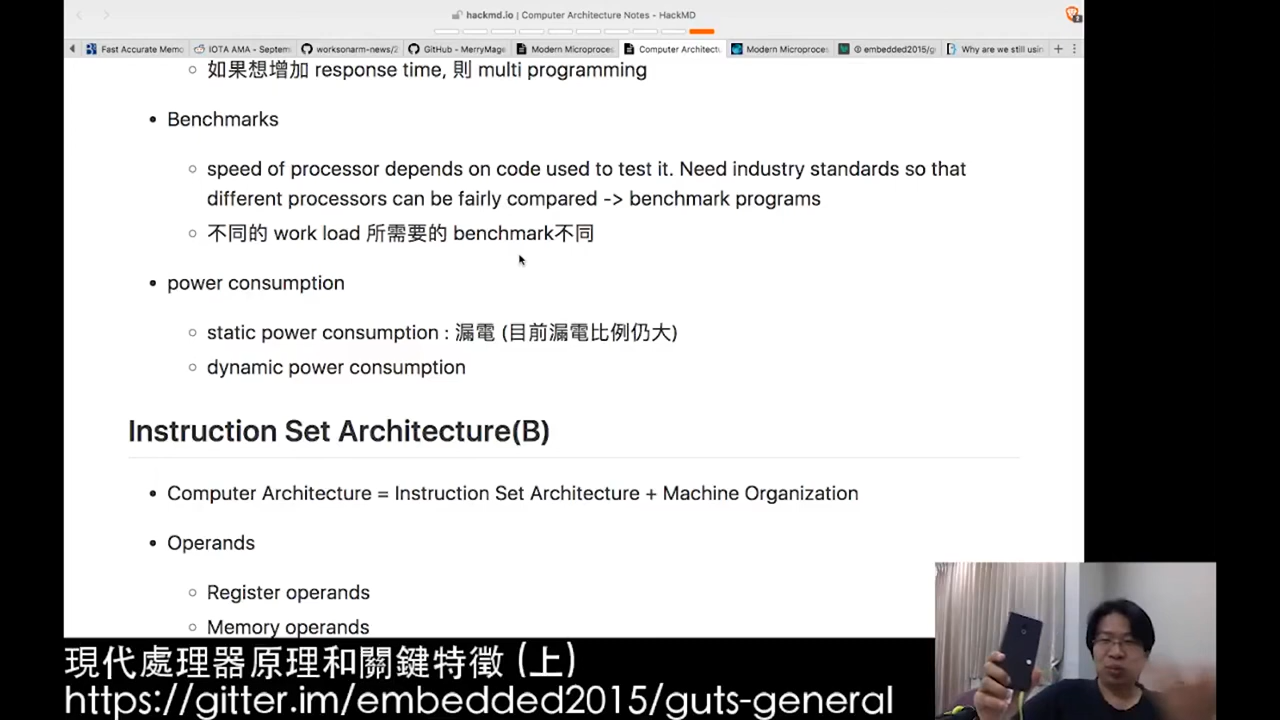 hackmd.io | Computer Architecture Notes - HackMD
Fast Accurate Memo
IOTA AMA - Septem
worksonarm-news/2
GitHub - MerryMage
Modern Microproces
Computer Architect
Modern Microproces
embedded2015/g
Why are we still usin
如果想增加 response time, 則 multi programming
Benchmarks
speed of processor depends on code used to test it. Need industry standards so that
different processors can be fairly compared -> benchmark programs
不同的 work load 所需要的 benchmark不同
power consumption
static power consumption : 漏電 (目前漏電比例仍大)
dynamic power consumption
Instruction Set Architecture(B)
Computer Architecture = Instruction Set Architecture + Machine Organization
Operands
Register operands
Memory operands
現代處理器原理和關鍵特徵 (上)
https://gitter.im/embedded2015/guts-general